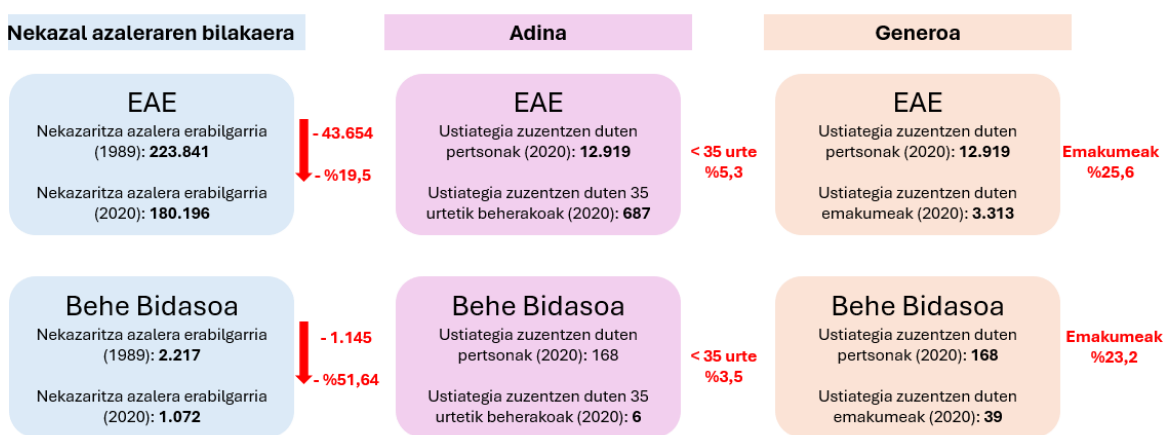 Nekazal azaleraren bilakaera
Adina
Generoa
EAE
Nekazaritza azalera erabilgarria
(1989): 223.841
Nekazaritza azalera erabilgarria
(2020): 180.196
- 43.654
- %19,5
EAE
Ustiategia zuzentzen duten
pertsonak (2020): 12.919
Ustiategia zuzentzen duten 35
urtetik beherakoak (2020): 687
< 35 urte
%5,3
EAE
Ustiategia zuzentzen duten
pertsonak (2020): 12.919
Ustiategia zuzentzen duten
emakumeak (2020): 3.313
Emakumeak
%25,6
Behe Bidasoa
Nekazaritza azalera erabilgarria
(1989): 2.217
Nekazaritza azalera erabilgarria
(2020): 1.072
- 1.145
- %51,64
Behe Bidasoa
Ustiategia zuzentzen duten
pertsonak (2020): 168
Ustiategia zuzentzen duten 35
urtetik beherakoak (2020): 6
< 35 urte
%3,5
Behe Bidasoa
Ustiategia zuzentzen duten
pertsonak (2020): 168
Ustiategia zuzentzen duten
emakumeak (2020): 39
Emakumeak
%23,2